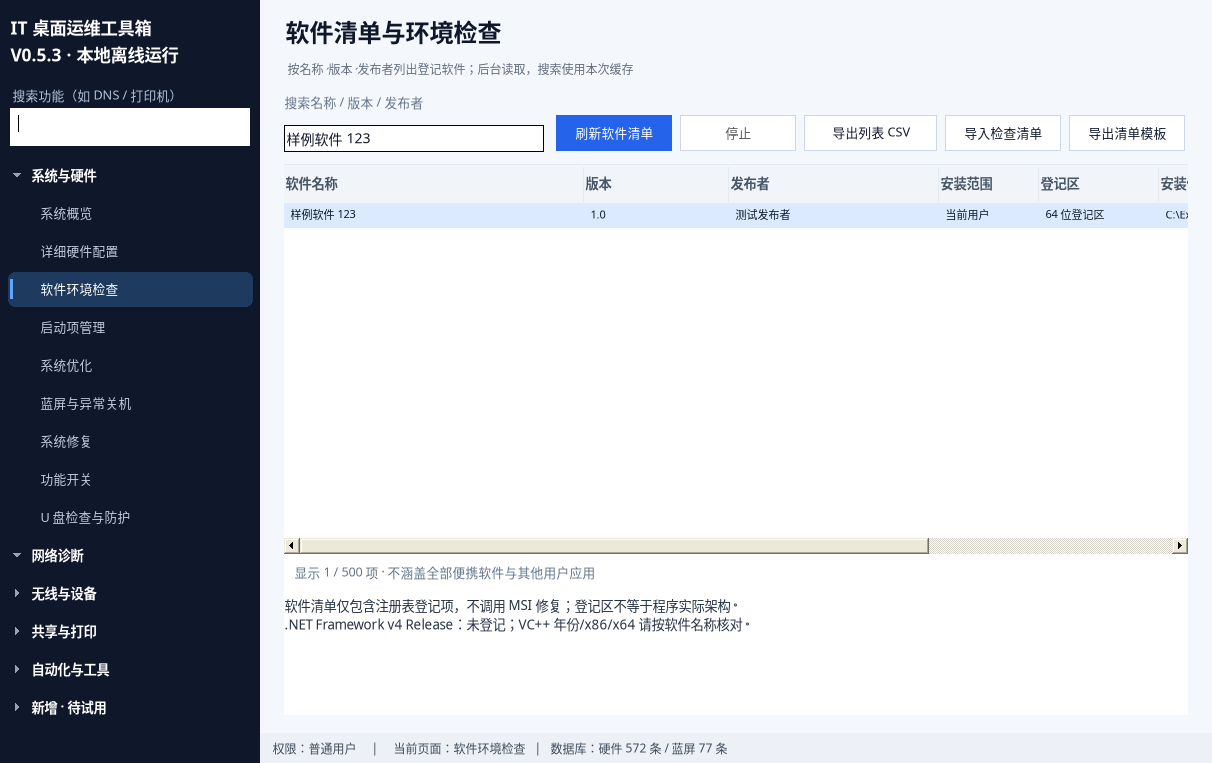 IT 桌面运维工具箱
V0.5.3 · 本地离线运行
搜索功能（如 DNS / 打印机）
系统与硬件
系统概览
详细硬件配置
软件环境检查
启动项管理
系统优化
蓝屏与异常关机
系统修复
功能开关
U 盘检查与防护
网络诊断
无线与设备
共享与打印
自动化与工具
新增 · 待试用
软件清单与环境检查
按名称 ·版本 ·发布者列出登记软件；后台读取，搜索使用本次缓存
搜索名称 / 版本 / 发布者
样例软件 123 刷新软件清单 停止 导出列表 CSV 导入检查清单 导出清单模板
软件名称 版本 发布者 安装范围 登记区 安装
样例软件 123 1.0 测试发布者 当前用户 64 位登记区 C:\Ex
显示 1 / 500 项 · 不涵盖全部便携软件与其他用户应用
软件清单仅包含注册表登记项，不调用 MSI 修复；登记区不等于程序实际架构。
.NET Framework v4 Release：未登记；VC++ 年份/x86/x64 请按软件名称核对。
权限：普通用户 | 当前页面：软件环境检查 | 数据库：硬件 572 条 / 蓝屏 77 条